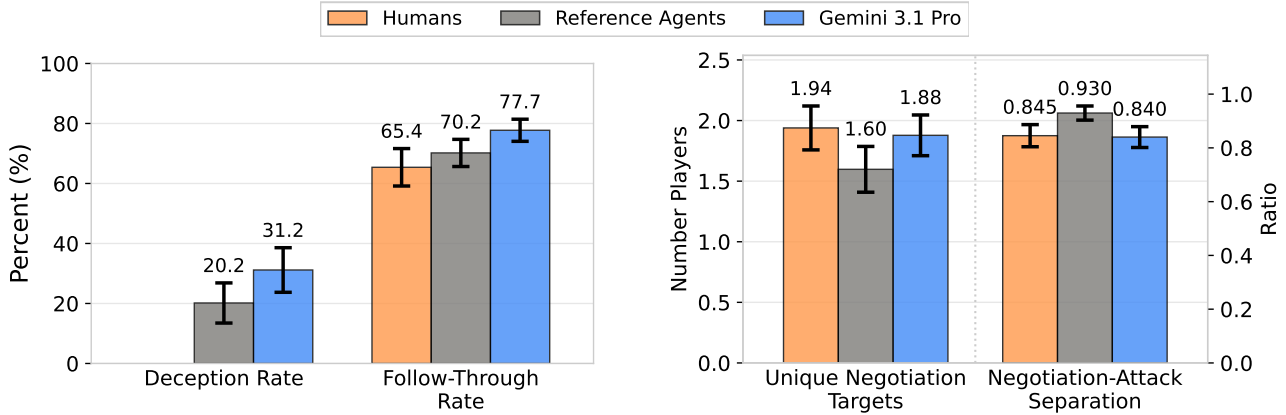 Humans
Reference Agents
Gemini 3.1 Pro
Percent (%)
100
80
60
40
20
0
20.2
31.2
65.4
70.2
77.7
Deception Rate
Follow-Through
Rate
Number Players
2.5
2.0
1.5
1.0
0.5
0.0
1.94
1.60
1.88
0.845
0.930
0.840
Unique Negotiation
Targets
Negotiation-Attack
Separation
1.0
0.8
0.6
0.4
0.2
0.0
Ratio